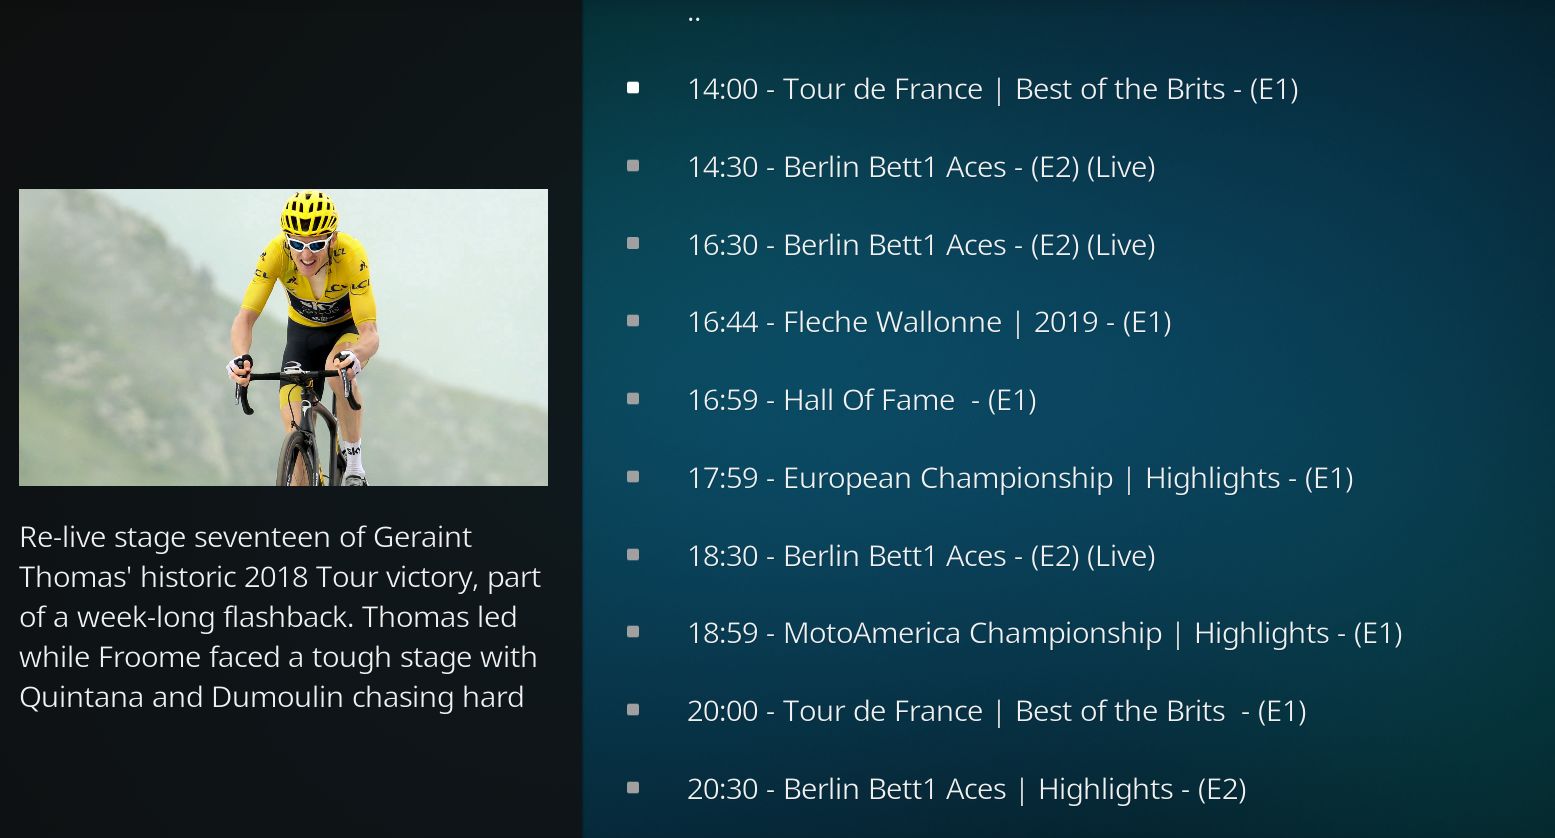 ..
14:00 - Tour de France | Best of the Brits - (E1)
14:30 - Berlin Bett1 Aces - (E2) (Live)
16:30 - Berlin Bett1 Aces - (E2) (Live)
16:44 - Fleche Wallonne | 2019 - (E1)
16:59 - Hall Of Fame  - (E1)
17:59 - European Championship | Highlights - (E1)
18:30 - Berlin Bett1 Aces - (E2) (Live)
18:59 - MotoAmerica Championship | Highlights - (E1)
20:00 - Tour de France | Best of the Brits  - (E1)
20:30 - Berlin Bett1 Aces | Highlights - (E2)
LCL
LCL
sky
sky
Re-live stage seventeen of Geraint
Thomas' historic 2018 Tour victory, part
of a week-long flashback. Thomas led
while Froome faced a tough stage with
Quintana and Dumoulin chasing hard